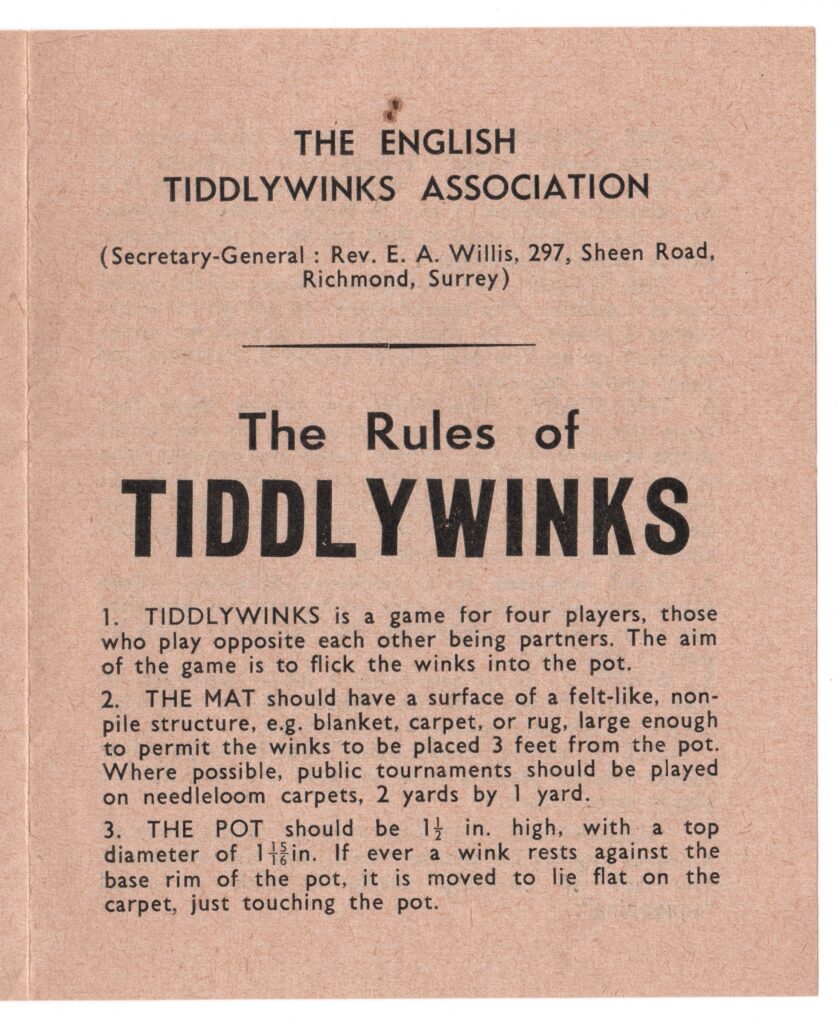 THE ENGLISH
TIDDLYWINKS ASSOCIATION
(Secretary-General : Rev. E. A. Willis, 297, Sheen Road,
Richmond, Surrey)
The Rules of
TIDDLYWINKS
1. TIDDLYWINKS is a game for four players, those
who play opposite each other being partners. The aim
of the game is to flick the winks into the pot.
2. THE MAT should have a surface of a felt-like, non-
pile structure, e.g. blanket, carpet, or rug, large enough
to permit the winks to be placed 3 feet from the pot.
Where possible, public tournaments should be played
on needleloom carpets, 2 yards by 1 yard.
3. THE POT should be 1½ in. high, with a top
diameter of 1 15/16 in. If ever a wink rests against the
base rim of the pot, it is moved to lie flat on the
carpet, just touching the pot.